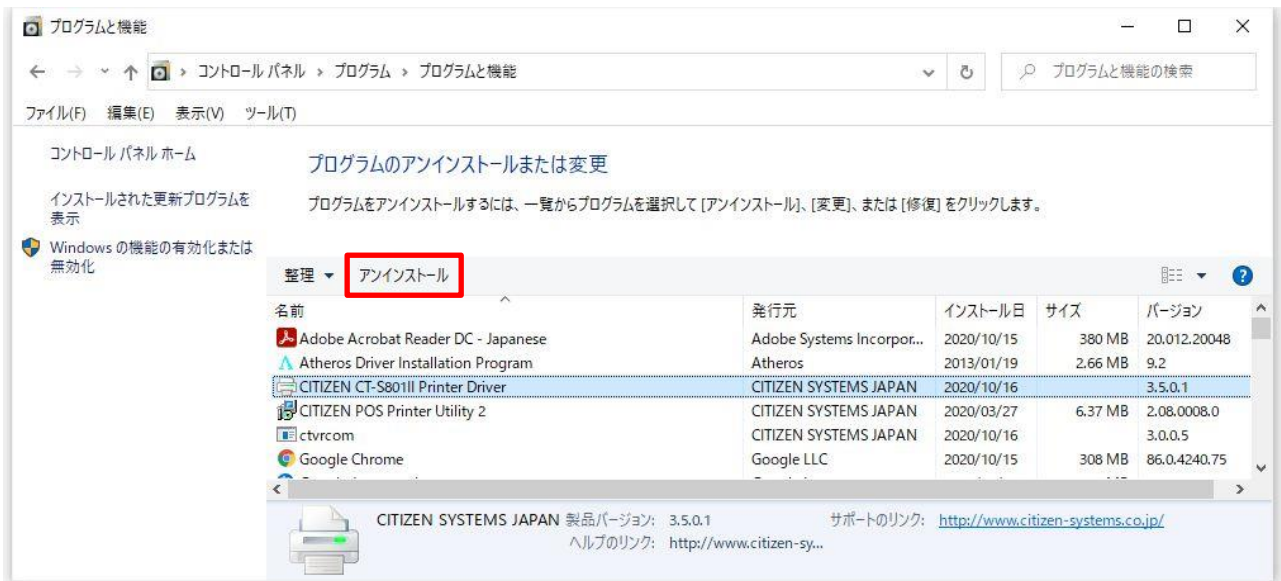 プログラムと機能
コントロール パネル › プログラム › プログラムと機能
プログラムと機能の検索
ファイル(F) 編集(E) 表示(V) ツール(T)
コントロール パネル ホーム
インストールされた更新プログラムを
表示
Windows の機能の有効化または
無効化
プログラムのアンインストールまたは変更
プログラムをアンインストールするには、一覧からプログラムを選択して [アンインストール]、[変更]、または [修復] をクリックします。
整理 アンインストール
名前 発行元 インストール日 サイズ バージョン
Adobe Acrobat Reader DC - Japanese Adobe Systems Incorpor... 2020/10/15 380 MB 20.012.20048
Atheros Driver Installation Program Atheros 2013/01/19 2.66 MB 9.2
CITIZEN CT-S801II Printer Driver CITIZEN SYSTEMS JAPAN 2020/10/16 3.5.0.1
CITIZEN POS Printer Utility 2 CITIZEN SYSTEMS JAPAN 2020/03/27 6.37 MB 2.08.0008.0
ctvrcom CITIZEN SYSTEMS JAPAN 2020/10/16 3.0.0.5
Google Chrome Google LLC 2020/10/15 308 MB 86.0.4240.75
CITIZEN SYSTEMS JAPAN 製品バージョン: 3.5.0.1 サポートのリンク: http://www.citizen-systems.co.jp/
ヘルプのリンク: http://www.citizen-sy...